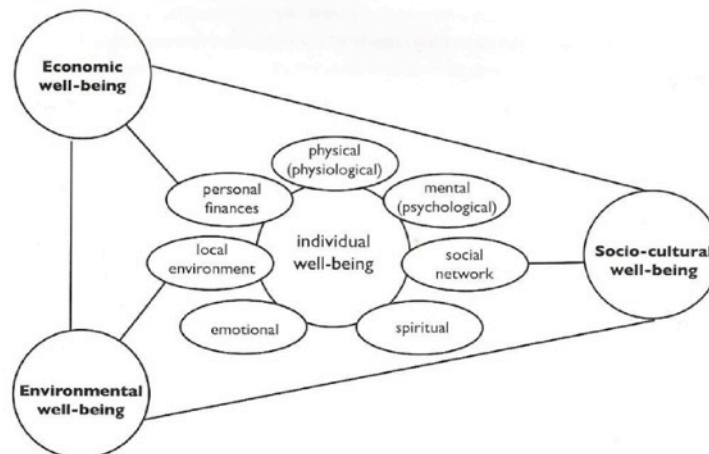 Economic
well-being
physical
(physiological)
personal
finances
mental
(psychological)
local
environment
individual
well-being
social
network
Socio-cultural
well-being
emotional
spiritual
Environmental
well-being